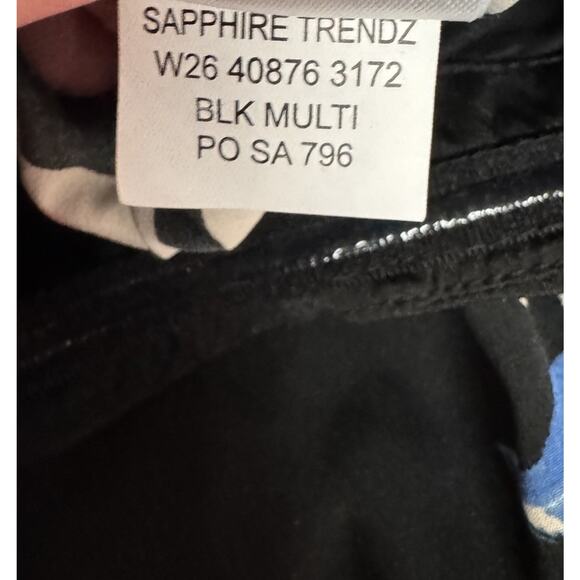 SAPPHIRE TRENDZ
W26 40876 3172
BLK MULTI
PO SA 796